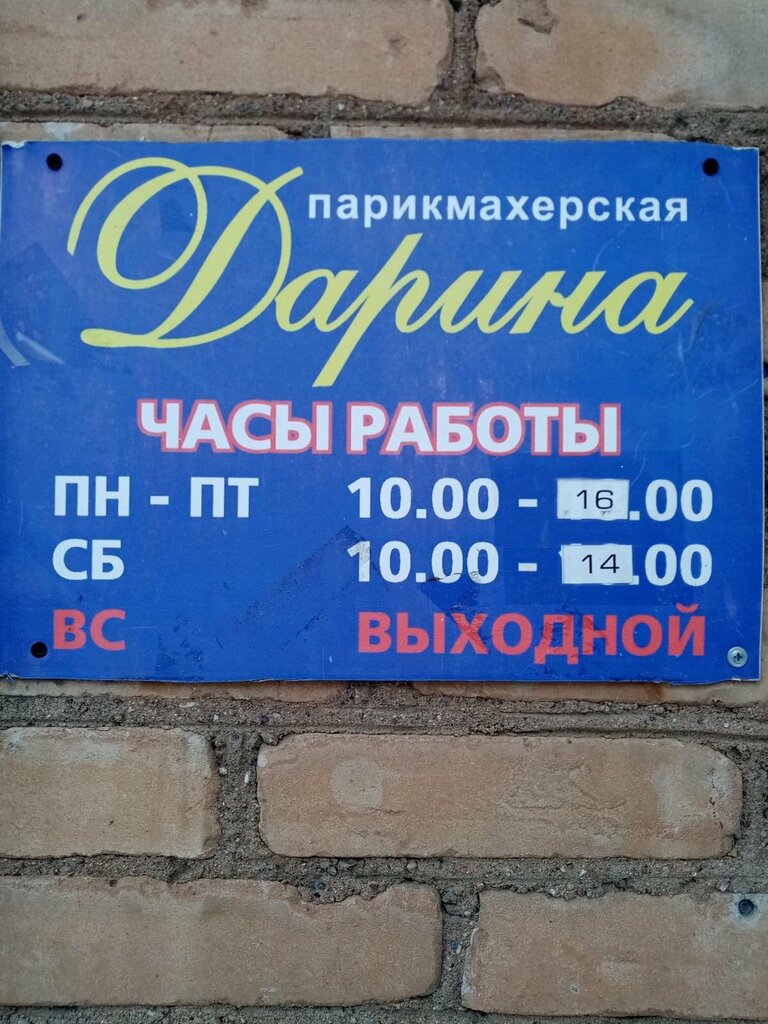 парикмахерская
Дарина
ЧАСЫ РАБОТЫ
ПН - ПТ 10.00 - 16.00
СБ 10.00 - 14.00
ВС ВЫХОДНОЙ